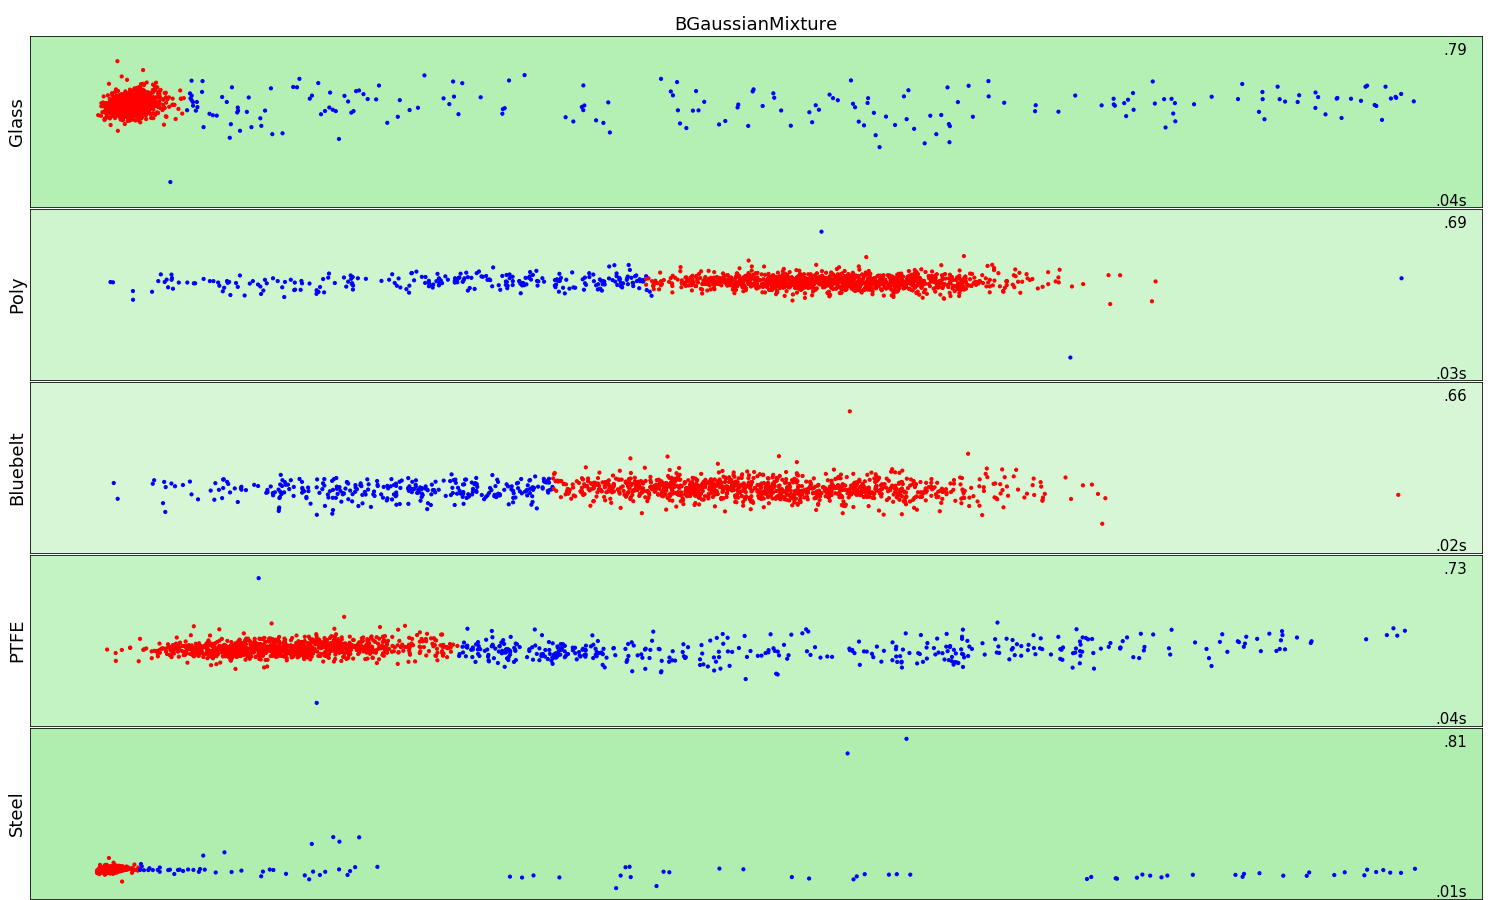 BGaussianMixture
Glass
.79
.04s
Poly
.69
.03s
Bluebelt
.66
.02s
PTFE
.73
.04s
Steel
.81
.01s